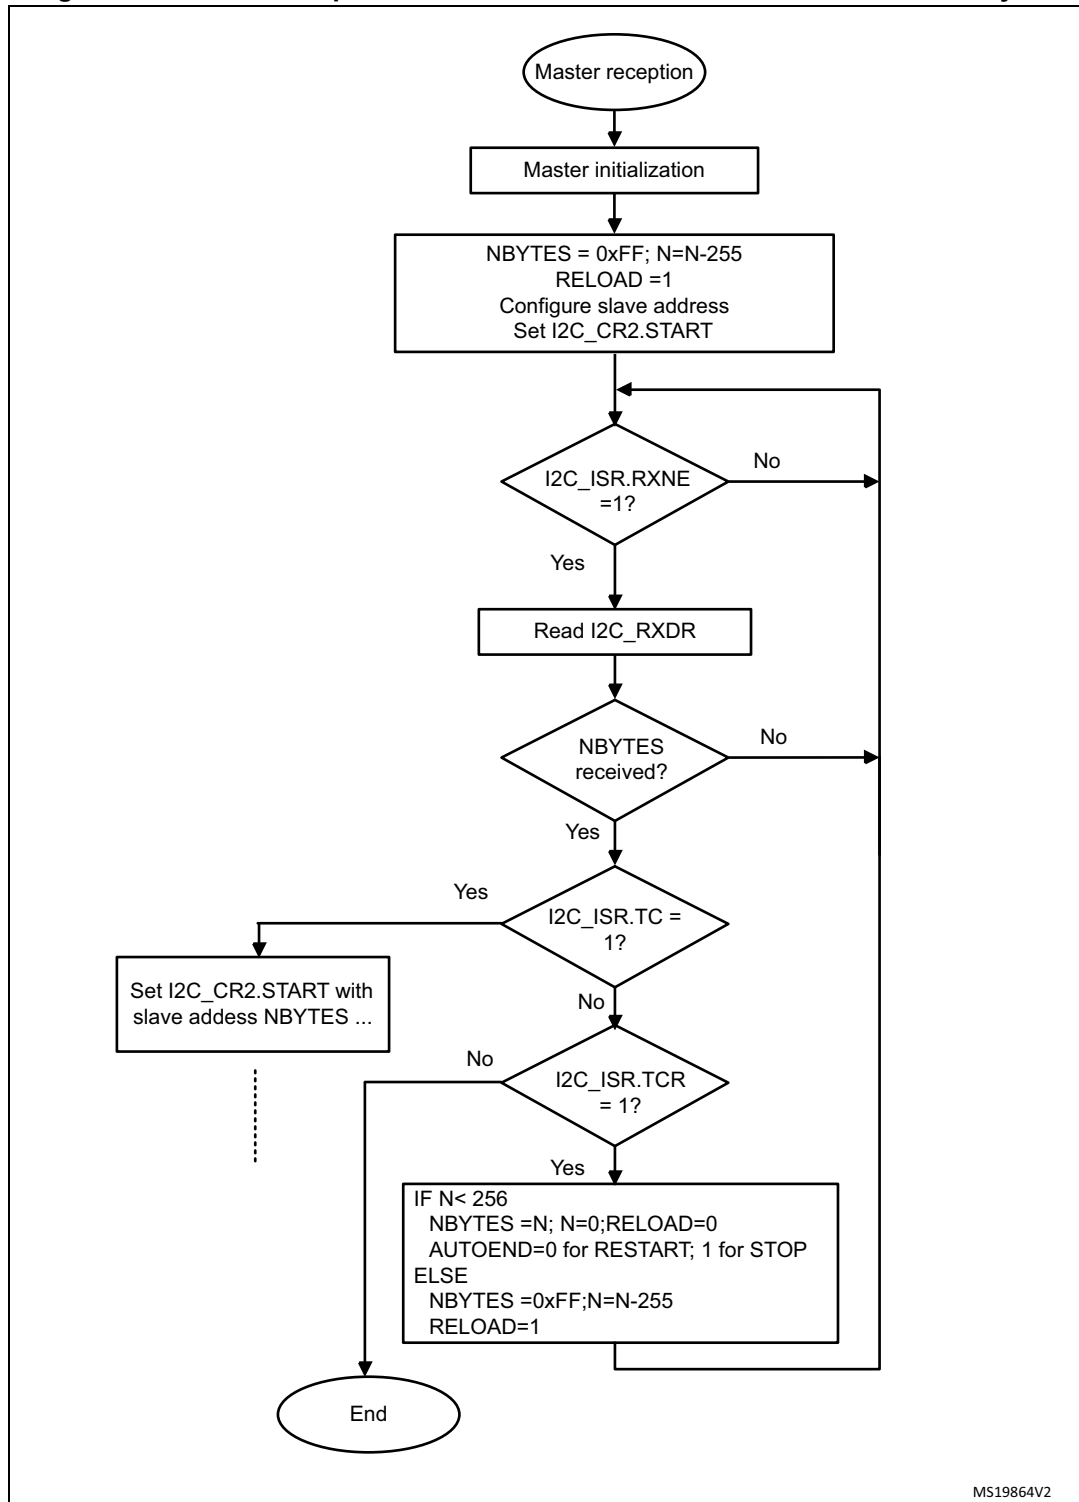 Master reception
Master initialization
NBYTES = 0xFF; N=N-255
RELOAD =1
Configure slave address
Set I2C_CR2.START
I2C_ISR.RXNE
=1?
No
Yes
Read I2C_RXDR
NBYTES
received?
No
Yes
I2C_ISR.TC =
1?
Yes
Set I2C_CR2.START with
slave addess NBYTES ...
No
I2C_ISR.TCR
= 1?
No
Yes
IF N< 256
NBYTES =N; N=0;RELOAD=0
AUTOEND=0 for RESTART; 1 for STOP
ELSE
NBYTES =0xFF;N=N-255
RELOAD=1
End
MS19864V2